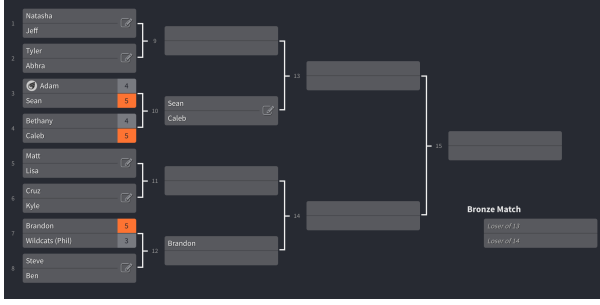 1
Natasha
Jeff
2
Tyler
Abhra
3
Adam 4
Sean 5
4
Bethany 4
Caleb 5
5
Matt
Lisa
6
Cruz
Kyle
7
Brandon 5
Wildcats (Phil) 3
8
Steve
Ben
9
10
Sean
Caleb
11
12
Brandon
13
14
15
Bronze Match
Loser of 13
Loser of 14